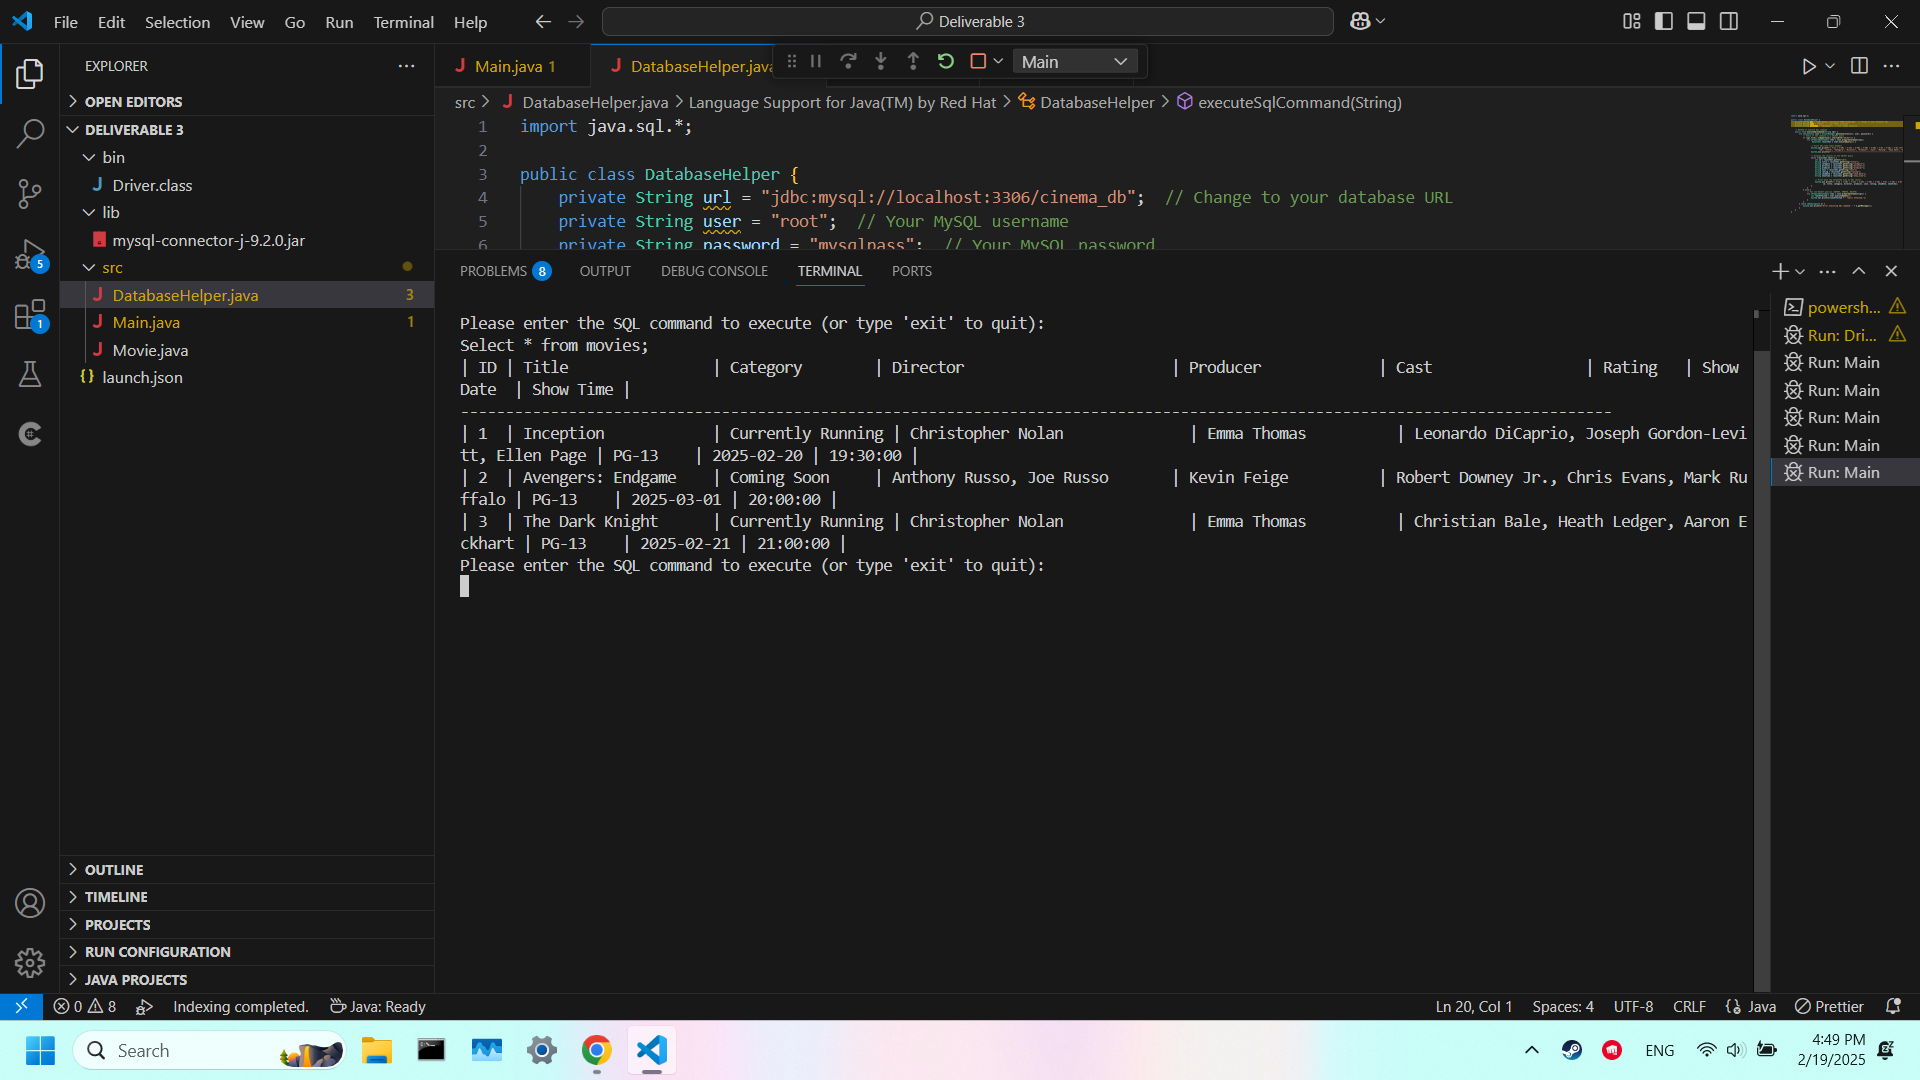 File Edit Selection View Go Run Terminal Help
Deliverable 3
EXPLORER
OPEN EDITORS
DELIVERABLE 3
bin
Driver.class
lib
mysql-connector-j-9.2.0.jar
src
DatabaseHelper.java 3
Main.java 1
Movie.java
launch.json
OUTLINE
TIMELINE
PROJECTS
RUN CONFIGURATION
JAVA PROJECTS
5
1
Main.java 1
DatabaseHelper.java
Main
src > DatabaseHelper.java > Language Support for Java(TM) by Red Hat > DatabaseHelper > executeSqlCommand(String)
1 import java.sql.*;
2
3 public class DatabaseHelper {
4 private String url = "jdbc:mysql://localhost:3306/cinema_db"; // Change to your database URL
5 private String user = "root"; // Your MySQL username
6 private String password = "mysqlpass"; // Your MySQL password
PROBLEMS 8 OUTPUT DEBUG CONSOLE TERMINAL PORTS
Please enter the SQL command to execute (or type 'exit' to quit):
Select * from movies;
| ID | Title | Category | Director | Producer | Cast | Rating | Show
Date | Show Time |
--------------------------------------------------------------------------------------------------------------------------------
| 1 | Inception | Currently Running | Christopher Nolan | Emma Thomas | Leonardo DiCaprio, Joseph Gordon-Levi
tt, Ellen Page | PG-13 | 2025-02-20 | 19:30:00 |
| 2 | Avengers: Endgame | Coming Soon | Anthony Russo, Joe Russo | Kevin Feige | Robert Downey Jr., Chris Evans, Mark Ru
ffalo | PG-13 | 2025-03-01 | 20:00:00 |
| 3 | The Dark Knight | Currently Running | Christopher Nolan | Emma Thomas | Christian Bale, Heath Ledger, Aaron E
ckhart | PG-13 | 2025-02-21 | 21:00:00 |
Please enter the SQL command to execute (or type 'exit' to quit):
powersh...
Run: Dri...
Run: Main
Run: Main
Run: Main
Run: Main
Run: Main
0 8 Indexing completed. Java: Ready
Ln 20, Col 1 Spaces: 4 UTF-8 CRLF {} Java Prettier
Search
ENG
4:49 PM
2/19/2025